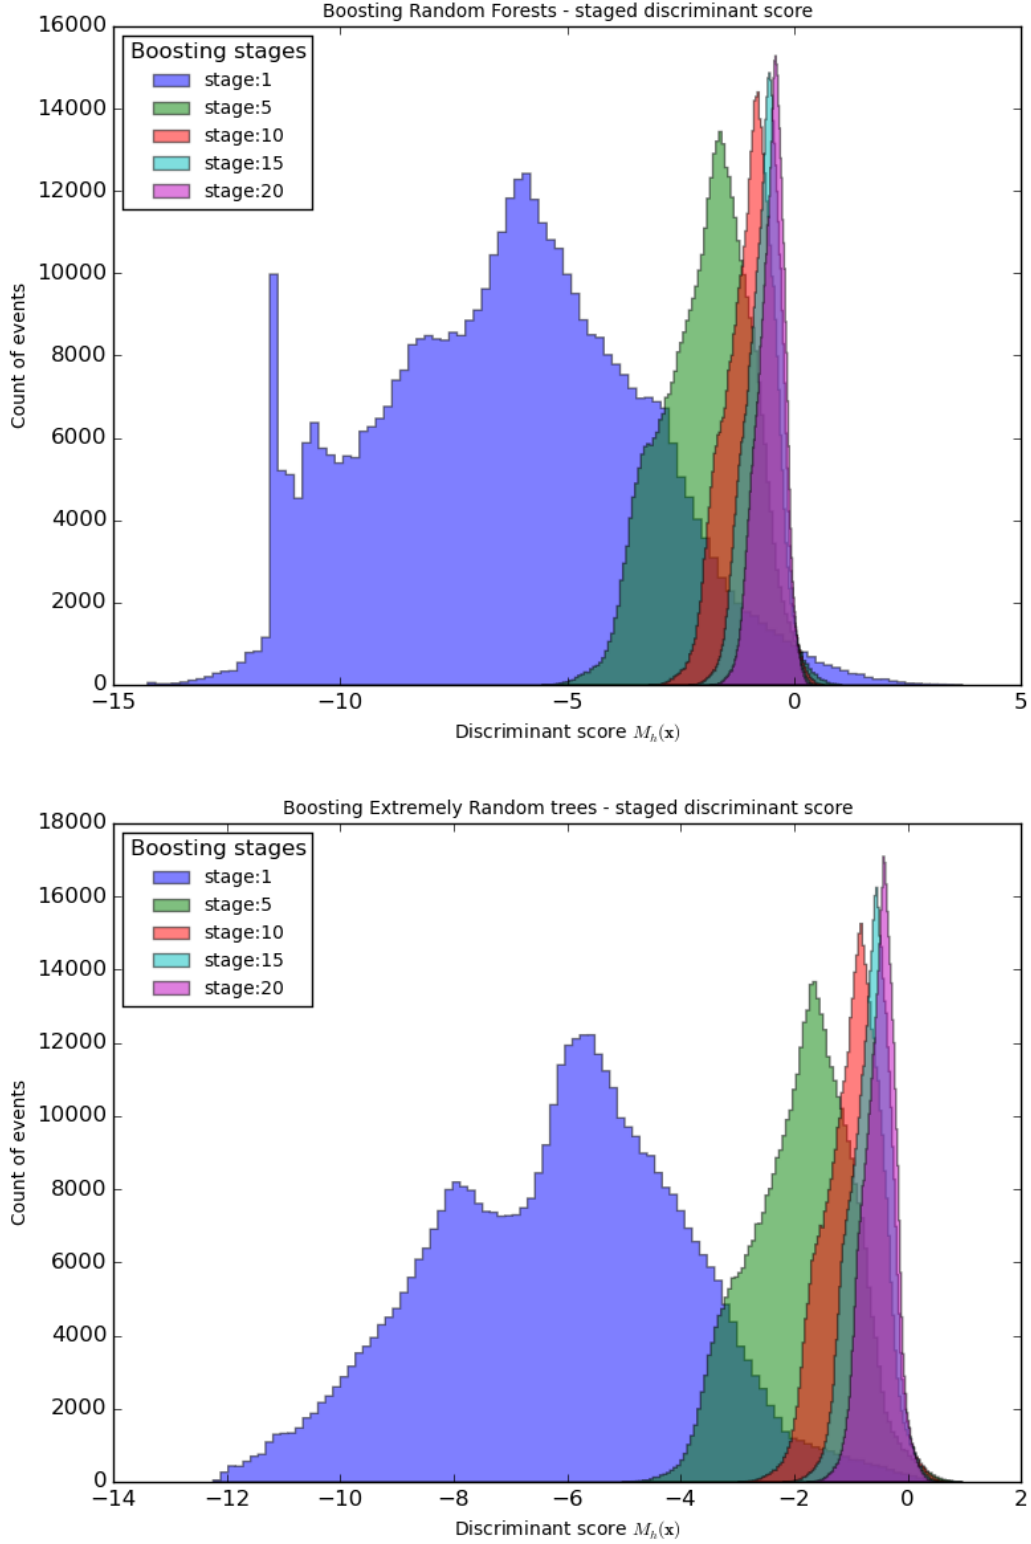 Boosting Random Forests - staged discriminant score
16000
14000
12000
10000
8000
6000
4000
2000
0
Count of events
Boosting stages
stage:1
stage:5
stage:10
stage:15
stage:20
−15
−10
−5
0
5
Discriminant score M_h(x)
Boosting Extremely Random trees - staged discriminant score
18000
16000
14000
12000
10000
8000
6000
4000
2000
0
Count of events
Boosting stages
stage:1
stage:5
stage:10
stage:15
stage:20
−14
−12
−10
−8
−6
−4
−2
0
2
Discriminant score M_h(x)